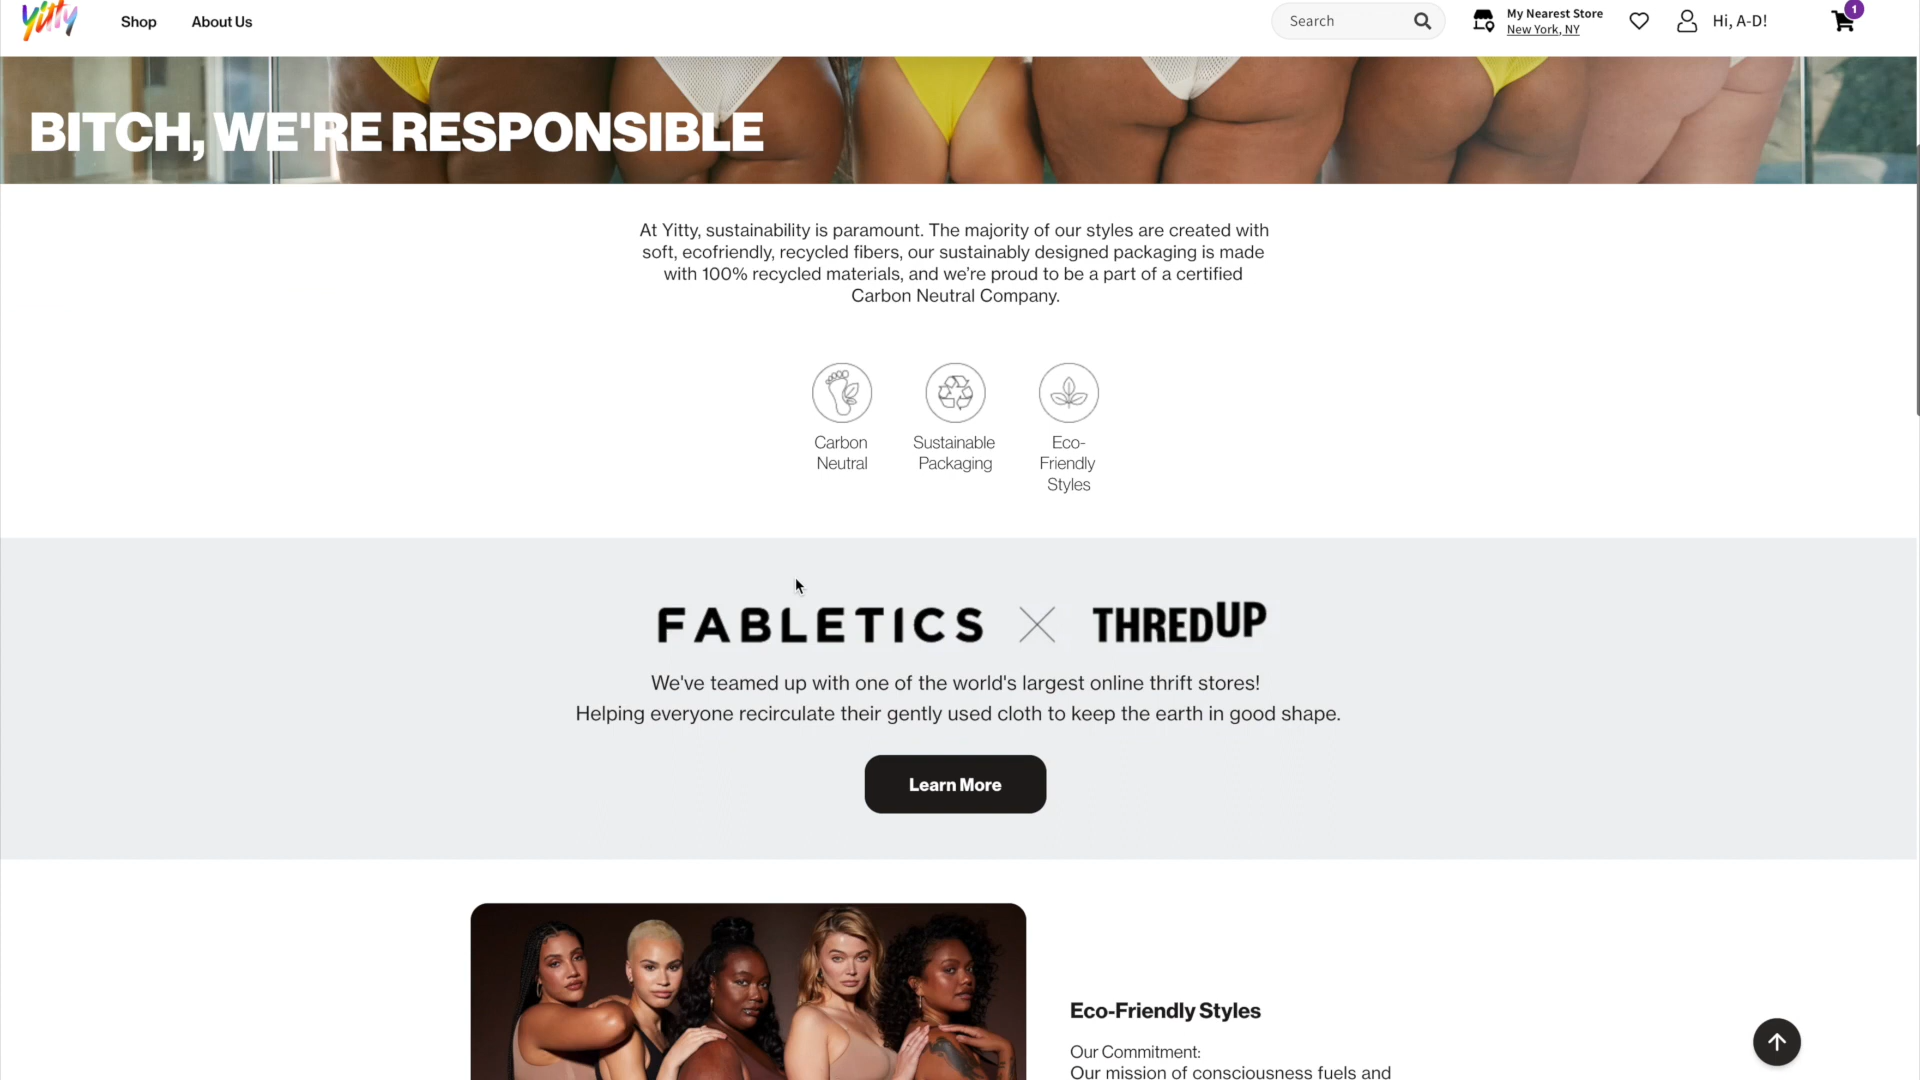 Yitty
Shop
About Us
Search
My Nearest Store
New York, NY
Hi, A-D!
1
BITCH, WE'RE RESPONSIBLE
At Yitty, sustainability is paramount. The majority of our styles are created with
soft, ecofriendly, recycled fibers, our sustainably designed packaging is made
with 100% recycled materials, and we're proud to be a part of a certified
Carbon Neutral Company.
Carbon
Neutral
Sustainable
Packaging
Eco-
Friendly
Styles
FABLETICS X THREDUP
We've teamed up with one of the world's largest online thrift stores!
Helping everyone recirculate their gently used cloth to keep the earth in good shape.
Learn More
Eco-Friendly Styles
Our Commitment:
Our mission of consciousness fuels and